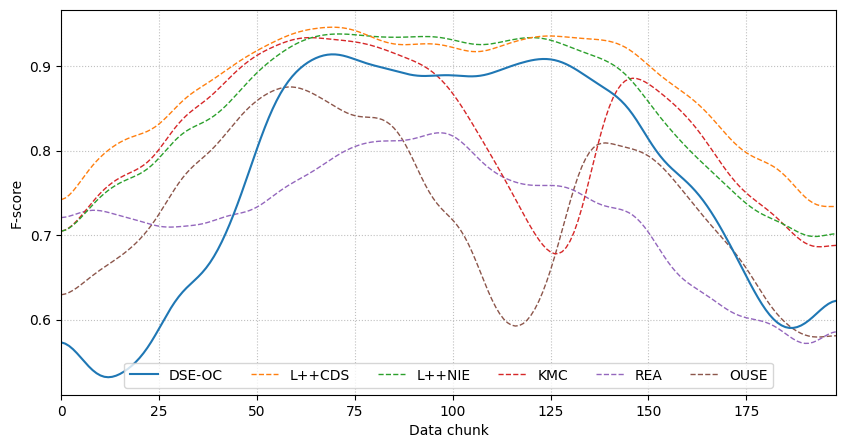 F-score
0.9
0.8
0.7
0.6
DSE-OC L++CDS L++NIE KMC REA OUSE
0 25 50 75 100 125 150 175
Data chunk